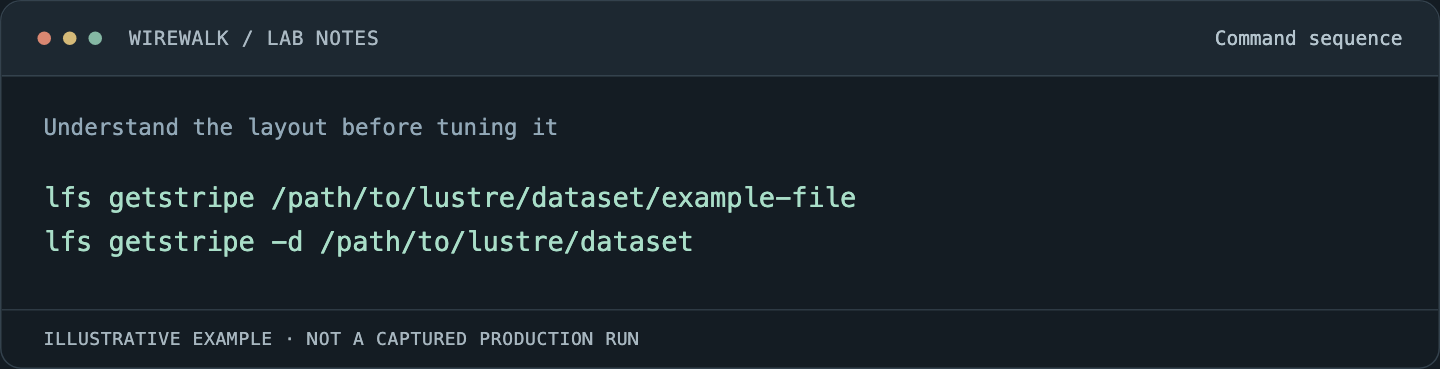 WIREWALK / LAB NOTES
Command sequence
Understand the layout before tuning it
lfs getstripe /path/to/lustre/dataset/example-file
lfs getstripe -d /path/to/lustre/dataset
ILLUSTRATIVE EXAMPLE · NOT A CAPTURED PRODUCTION RUN